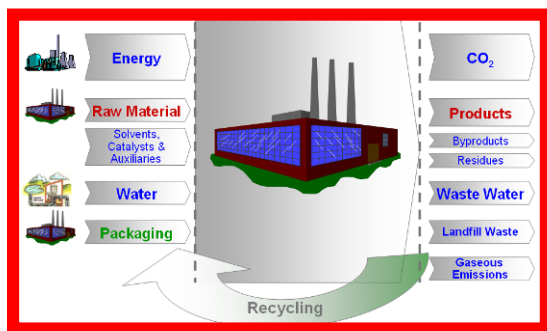 Energy
Raw Material
Solvents,
Catalysts &
Auxiliaries
Water
Packaging
CO₂
Products
Byproducts
Residues
Waste Water
Landfill Waste
Gaseous
Emissions
Recycling